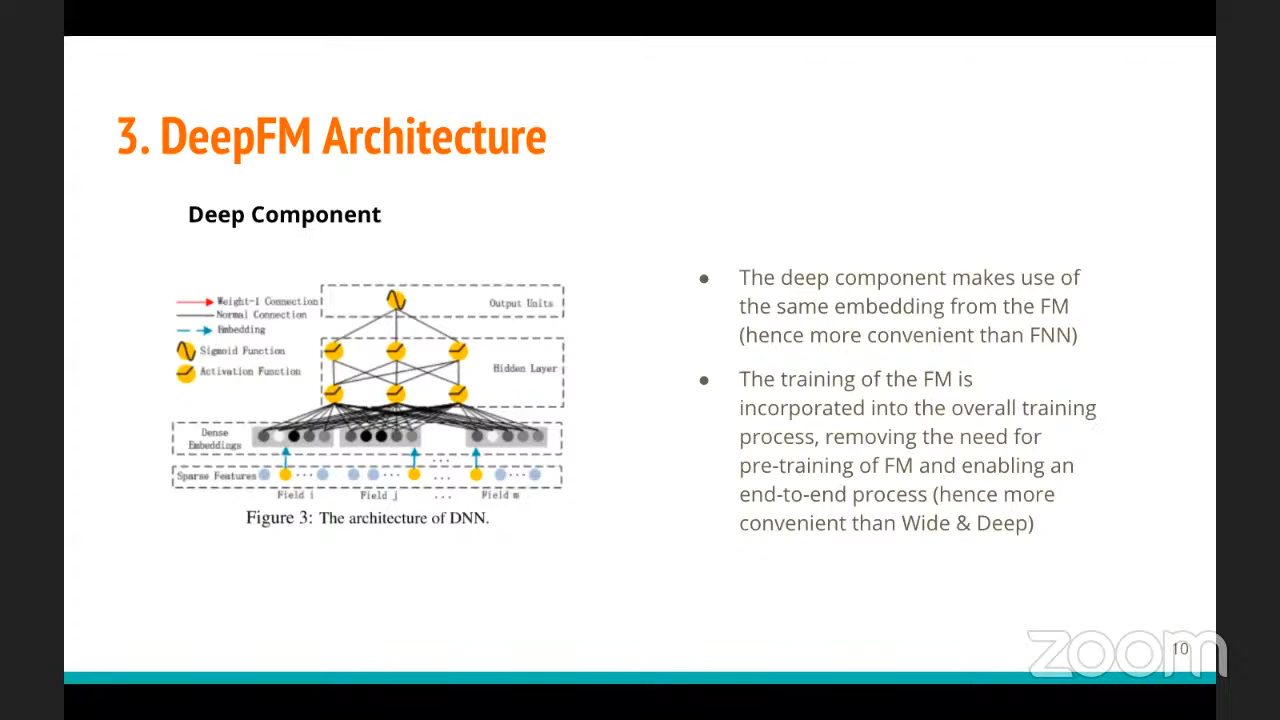 3. DeepFM Architecture
Deep Component
Weight-1 Connection
Normal Connection
Embedding
Sigmoid Function
Activation Function
Output Units
Hidden Layer
Dense
Embeddings
Sparse Features
Field i
Field j
...
Field m
Figure 3: The architecture of DNN.
● The deep component makes use of
the same embedding from the FM
(hence more convenient than FNN)
● The training of the FM is
incorporated into the overall training
process, removing the need for
pre-training of FM and enabling an
end-to-end process (hence more
convenient than Wide & Deep)
10
zoom